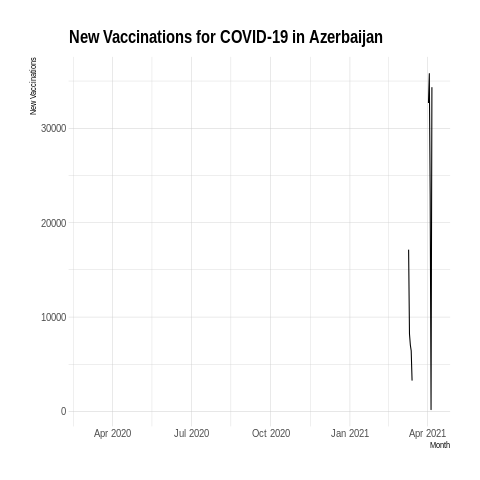 New Vaccinations for COVID-19 in Azerbaijan
New Vaccinations
30000
20000
10000
0
Apr 2020 Jul 2020 Oct 2020 Jan 2021 Apr 2021
Month